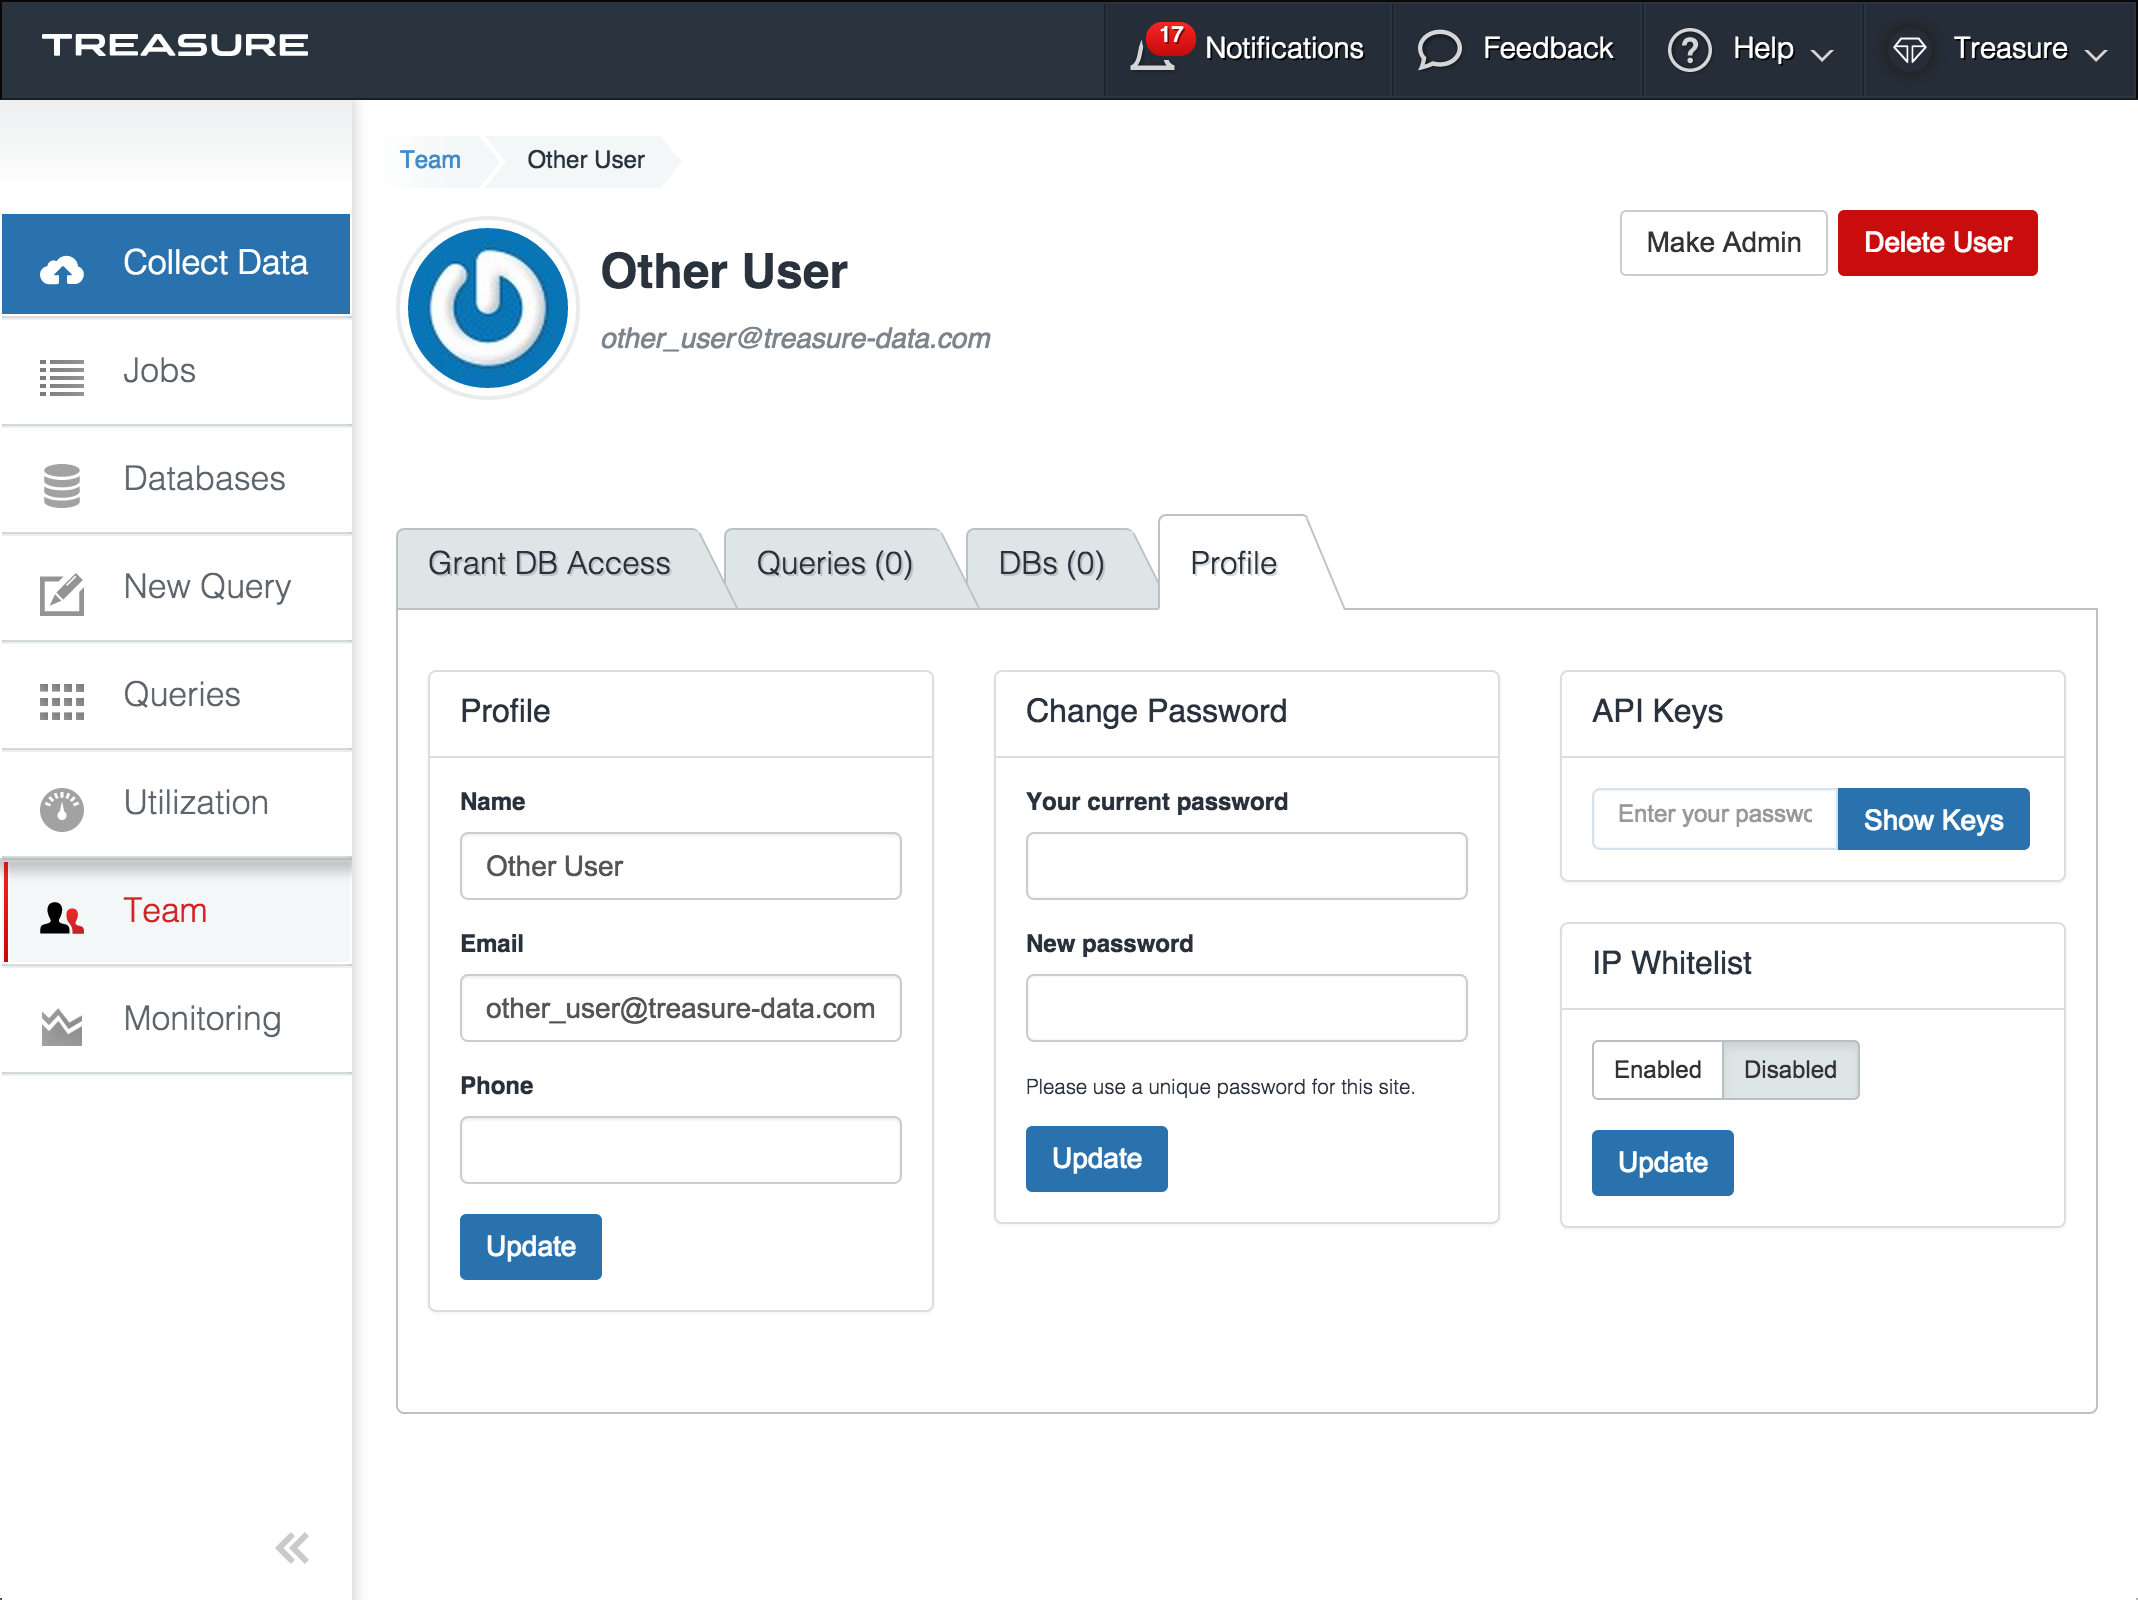 TREASURE
17 Notifications
Feedback
Help
Treasure
Team
Other User
Collect Data
Jobs
Databases
New Query
Queries
Utilization
Team
Monitoring
Other User
other_user@treasure-data.com
Make Admin
Delete User
Grant DB Access
Queries (0)
DBs (0)
Profile
Profile
Name
Other User
Email
other_user@treasure-data.com
Phone
Update
Change Password
Your current password
New password
Please use a unique password for this site.
Update
API Keys
Enter your passwo
Show Keys
IP Whitelist
Enabled
Disabled
Update